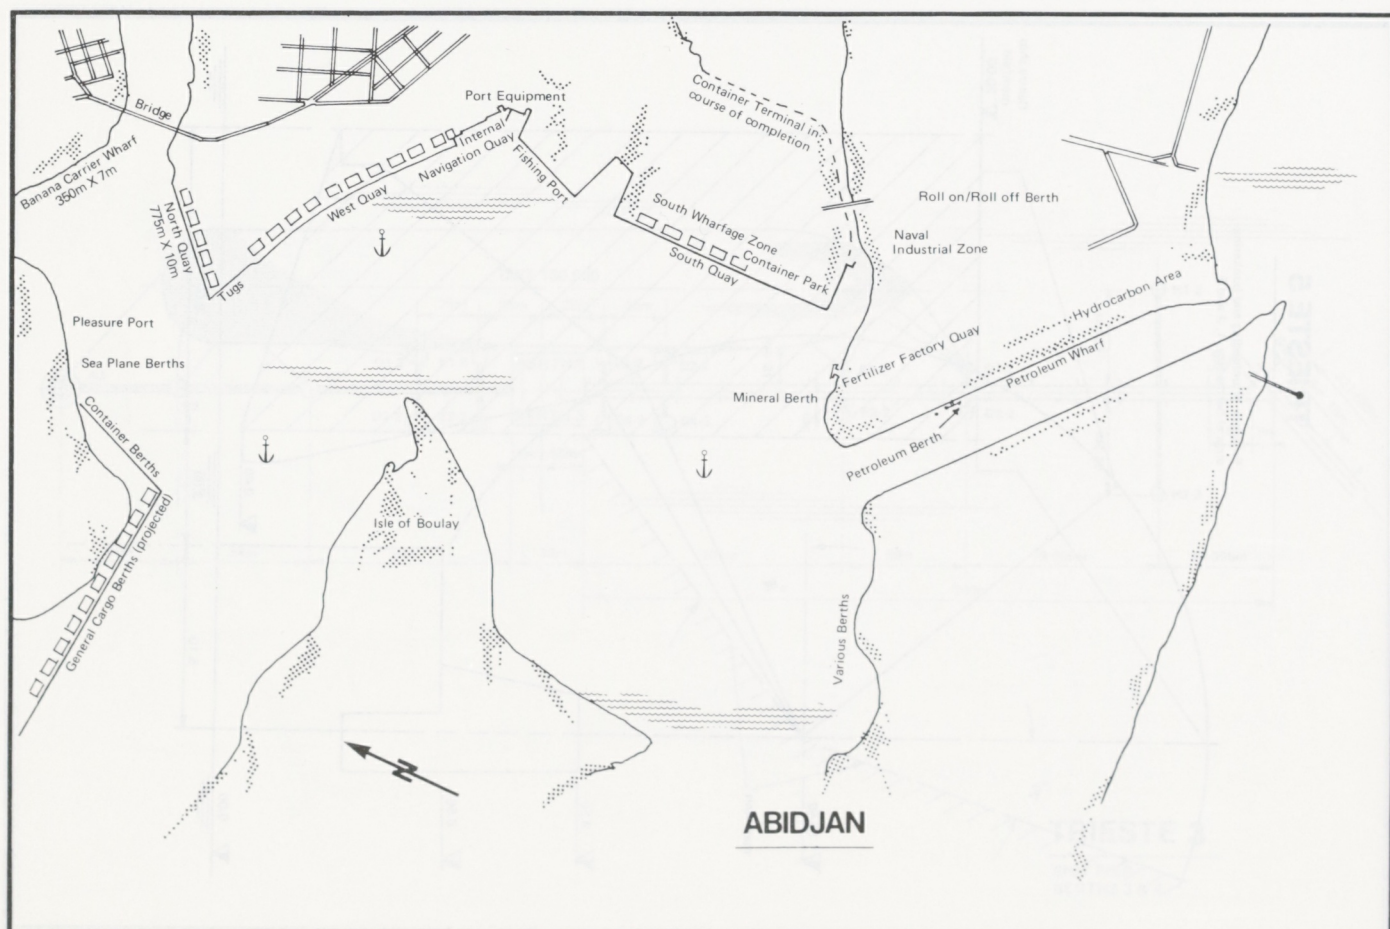 Port Equipment
Bridge
Banana Carrier Wharf
350m X 7m
North Quay
775m X 10m
Tugs
West Quay
Internal
Navigation Quay
Fishing Port
Container Terminal in
course of completion
South Wharfage Zone
South Quay
Container Park
Roll on/Roll off Berth
Naval
Industrial Zone
Hydrocarbon Area
Pleasure Port
Sea Plane Berths
Container Berths
General Cargo Berths (projected)
Fertilizer Factory Quay
Petroleum Wharf
Mineral Berth
Petroleum Berth
Isle of Boulay
Various Berths
N
ABIDJAN